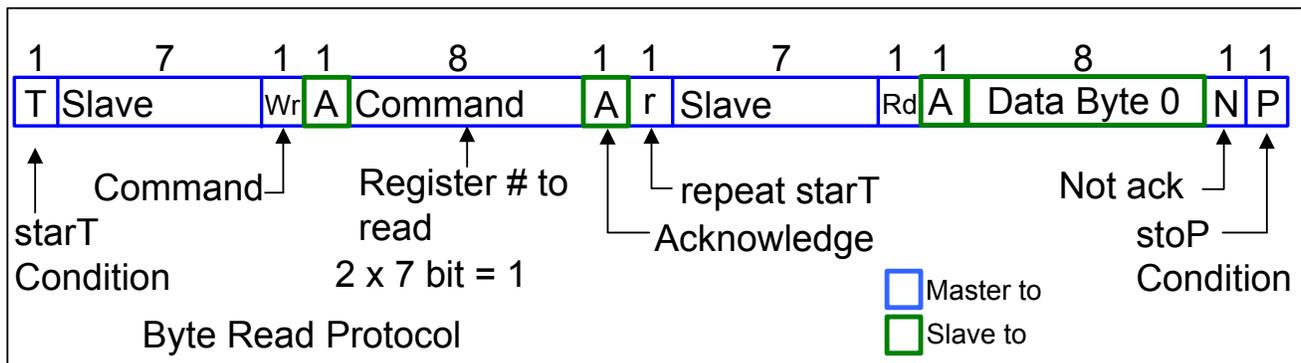 1 7 1 1 8 1 1 7 1 1 8 1 1
T Slave Wr A Command A r Slave Rd A Data Byte 0 N P
Command
Register # to
read
2 x 7 bit = 1
repeat starT
Acknowledge
Not ack
starT
Condition
stoP
Condition
Master to
Slave to
Byte Read Protocol